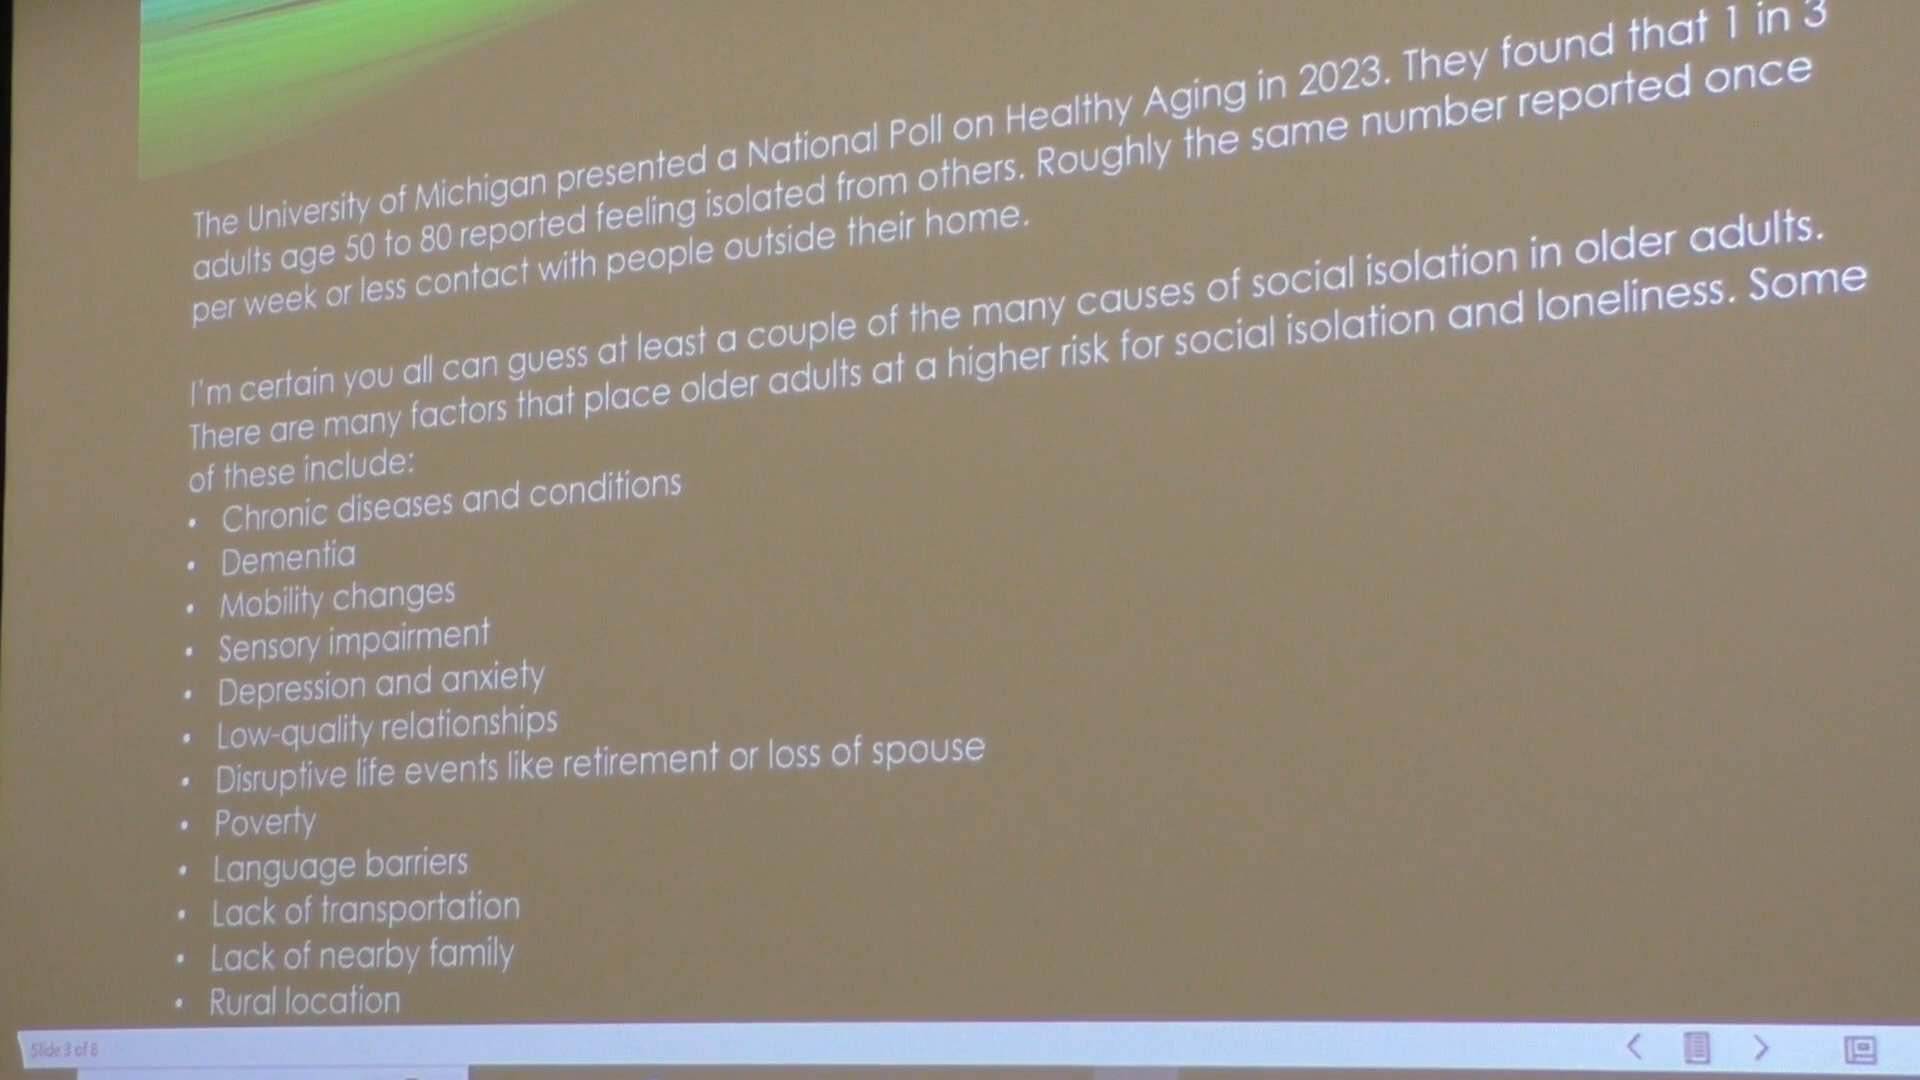 The University of Michigan presented a National Poll on Healthy Aging in 2023. They found that 1 in 3
adults age 50 to 80 reported feeling isolated from others. Roughly the same number reported once
per week or less contact with people outside their home.
I'm certain you all can guess at least a couple of the many causes of social isolation in older adults.
There are many factors that place older adults at a higher risk for social isolation and loneliness. Some
of these include:
• Chronic diseases and conditions
• Dementia
• Mobility changes
• Sensory impairment
• Depression and anxiety
• Low-quality relationships
• Disruptive life events like retirement or loss of spouse
• Poverty
• Language barriers
• Lack of transportation
• Lack of nearby family
• Rural location
Slide 3 of 8